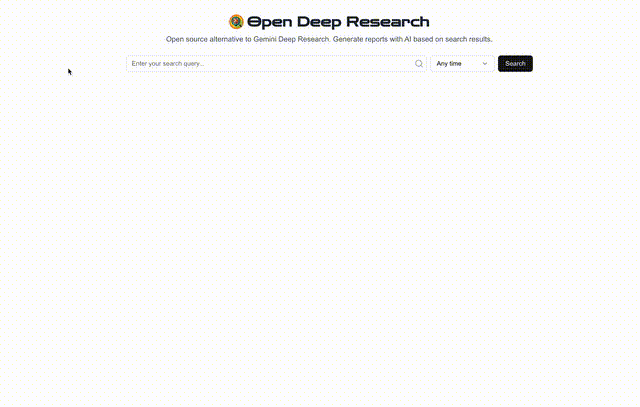 Open Deep Research
Open source alternative to Gemini Deep Research. Generate reports with AI based on search results.
Enter your search query...
Any time
Search